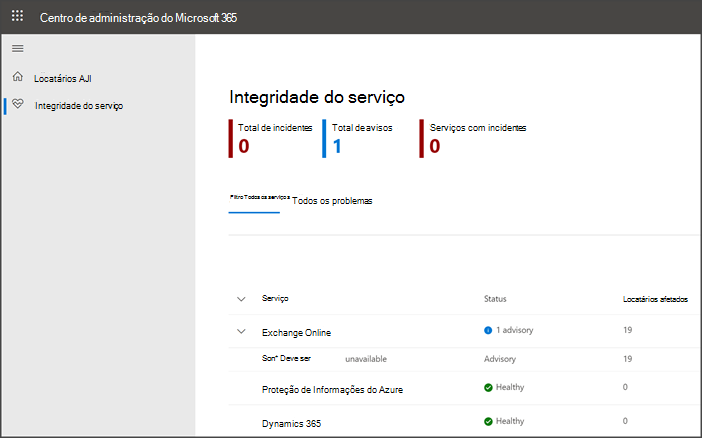 Centro de administração do Microsoft 365
Locatários AJI
Integridade do serviço
Integridade do serviço
Total de incidentes Total de avisos Serviços com incidentes
0 1 0
Filtro Todos os serviços Todos os problemas
Serviço Status Locatários afetados
Exchange Online 1 advisory 19
Son" Deve ser unavailable Advisory 19
Proteção de Informações do Azure Healthy 0
Dynamics 365 Healthy 0